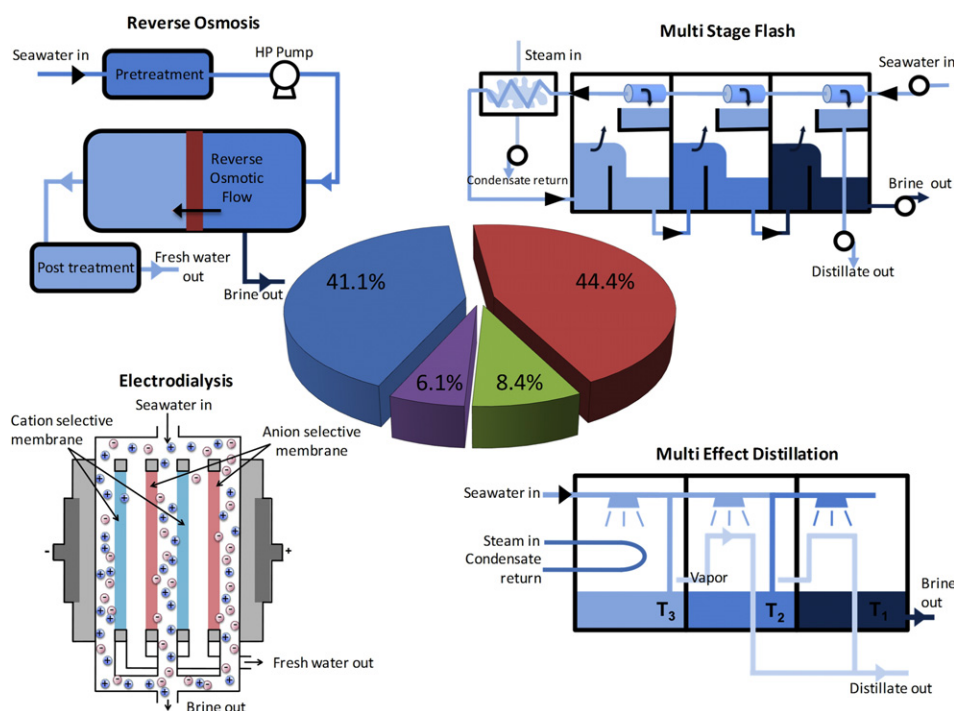 Reverse Osmosis
Seawater in
Pretreatment
HP Pump
Reverse
Osmotic
Flow
Post treatment
Fresh water
out
Brine out
Multi Stage Flash
Steam in
Seawater in
Condensate return
Brine out
Distillate out
41.1%
44.4%
6.1%
8.4%
Electrodialysis
Seawater in
Cation selective
membrane
Anion selective
membrane
-
+
Fresh water out
Brine out
Multi Effect Distillation
Seawater in
Steam in
Condensate
return
Vapor
T3
T2
T1
Brine
out
Distillate out